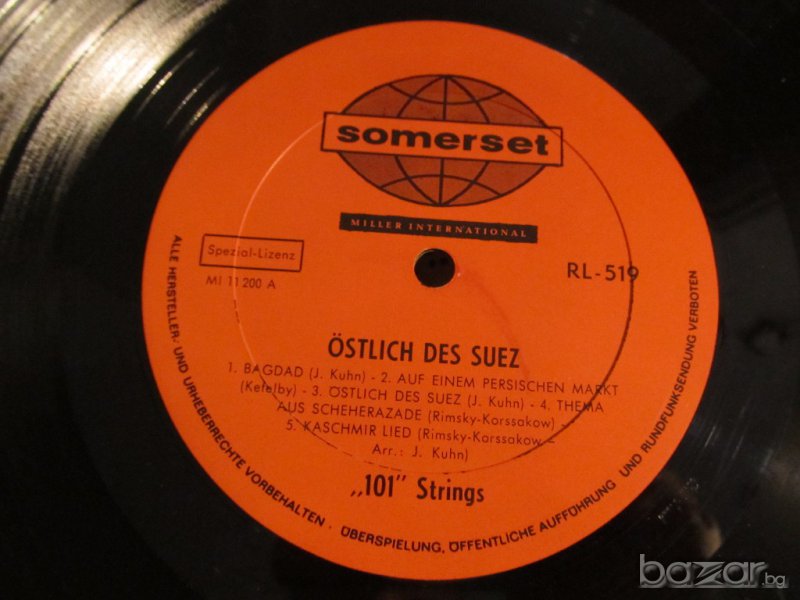 somerset
MILLER INTERNATIONAL
Spezial-Lizenz
MI 11 200 A
RL-519
ÖSTLICH DES SUEZ
1. BAGDAD (J. Kuhn) - 2. AUF EINEM PERSISCHEN MARKT
(Ketelby) - 3. ÖSTLICH DES SUEZ (J. Kuhn) - 4. THEMA
AUS SCHEHERAZADE (Rimsky-Korssakow) –
5. KASCHMIR LIED (Rimsky-Korssakow –
Arr.: J. Kuhn)
„101” Strings
ALLE HERSTELLER- UND URHEBERRECHTE VORBEHALTEN · ÜBERSPIELUNG, ÖFFENTLICHE AUFFÜHRUNG UND RUNDFUNKSENDUNG VERBOTEN
bazar.bg